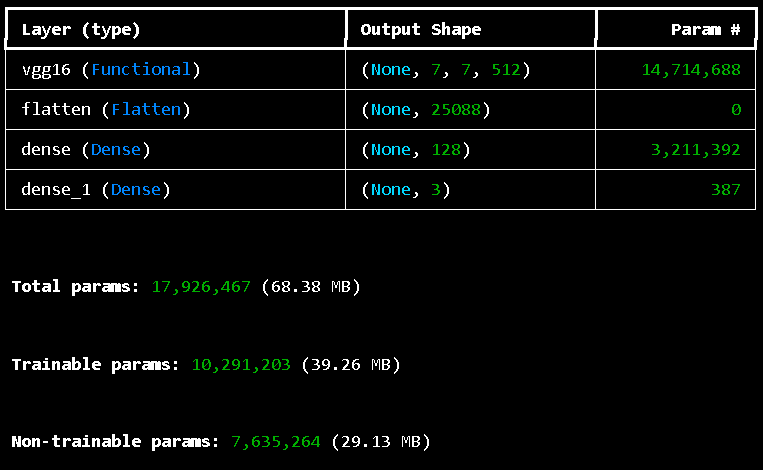 Layer (type) Output Shape Param #
vgg16 (Functional) (None, 7, 7, 512) 14,714,688
flatten (Flatten) (None, 25088) 0
dense (Dense) (None, 128) 3,211,392
dense_1 (Dense) (None, 3) 387
Total params: 17,926,467 (68.38 MB)
Trainable params: 10,291,203 (39.26 MB)
Non-trainable params: 7,635,264 (29.13 MB)